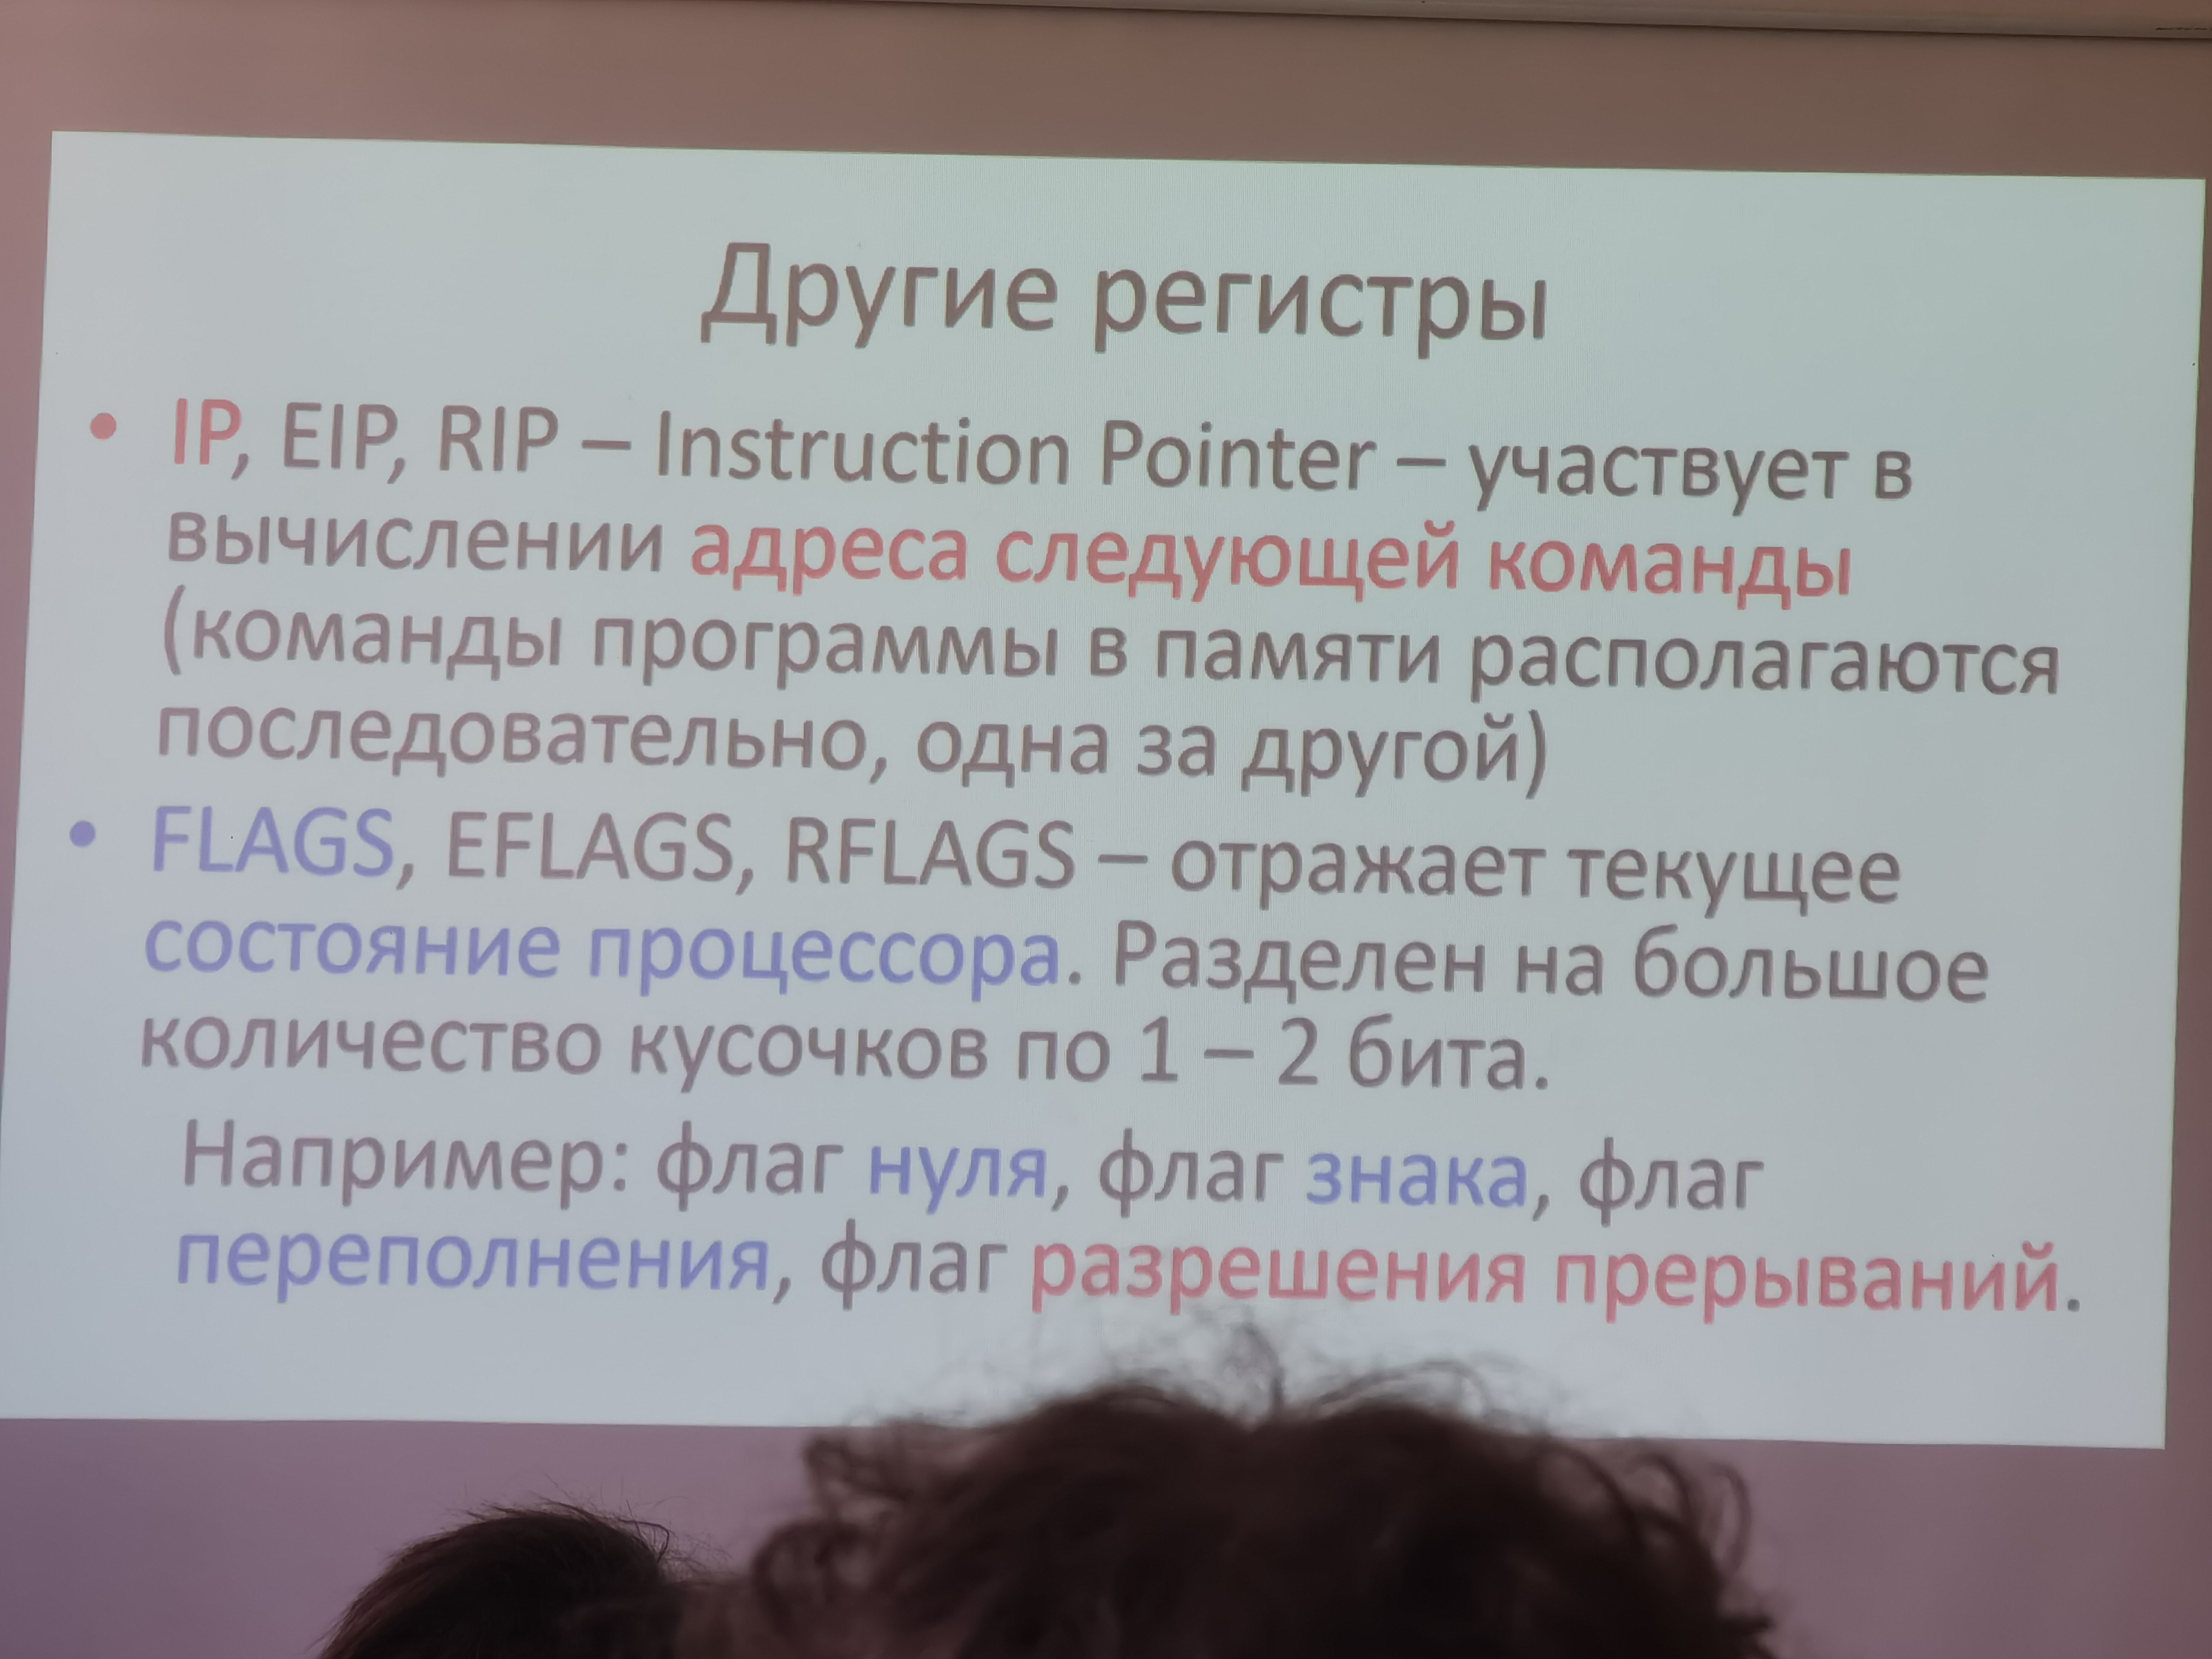 Другие регистры
• IP, EIP, RIP – Instruction Pointer – участвует в
вычислении адреса следующей команды
(команды программы в памяти располагаются
последовательно, одна за другой)
• FLAGS, EFLAGS, RFLAGS – отражает текущее
состояние процессора. Разделен на большое
количество кусочков по 1 – 2 бита.
Например: флаг нуля, флаг знака, флаг
переполнения, флаг разрешения прерываний.